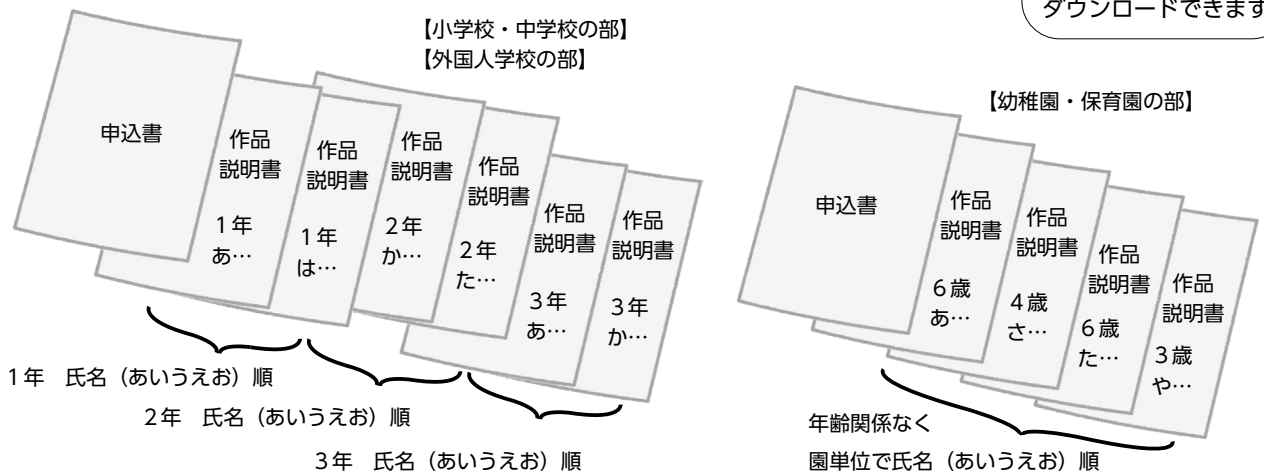 ダウンロードできます
【小学校・中学校の部】
【外国人学校の部】
申込書
作品
説明書
1年
あ…
作品
説明書
1年
は…
作品
説明書
2年
か…
作品
説明書
2年
た…
作品
説明書
3年
あ…
作品
説明書
3年
か…
1年　氏名（あいうえお）順
2年　氏名（あいうえお）順
3年　氏名（あいうえお）順
【幼稚園・保育園の部】
申込書
作品
説明書
6歳
あ…
作品
説明書
4歳
さ…
作品
説明書
6歳
た…
作品
説明書
3歳
や…
年齢関係なく
園単位で氏名（あいうえお）順